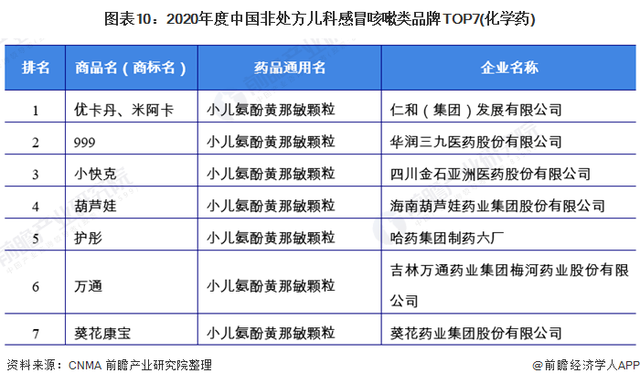 图表10：2020年度中国非处方儿科感冒咳嗽类品牌TOP7(化学药)
排名 商品名（商标名） 药品通用名 企业名称
1 优卡丹、米阿卡 小儿氨酚黄那敏颗粒 仁和（集团）发展有限公司
2 999 小儿氨酚黄那敏颗粒 华润三九医药股份有限公司
3 小快克 小儿氨酚黄那敏颗粒 四川金石亚洲医药股份有限公司
4 葫芦娃 小儿氨酚黄那敏颗粒 海南葫芦娃药业集团股份有限公司
5 护彤 小儿氨酚黄那敏颗粒 哈药集团制药六厂
6 万通 小儿氨酚黄那敏颗粒 吉林万通药业集团梅河药业股份有限
公司
7 葵花康宝 小儿氨酚黄那敏颗粒 葵花药业集团股份有限公司
资料来源：CNMA 前瞻产业研究院整理 @前瞻经济学人APP